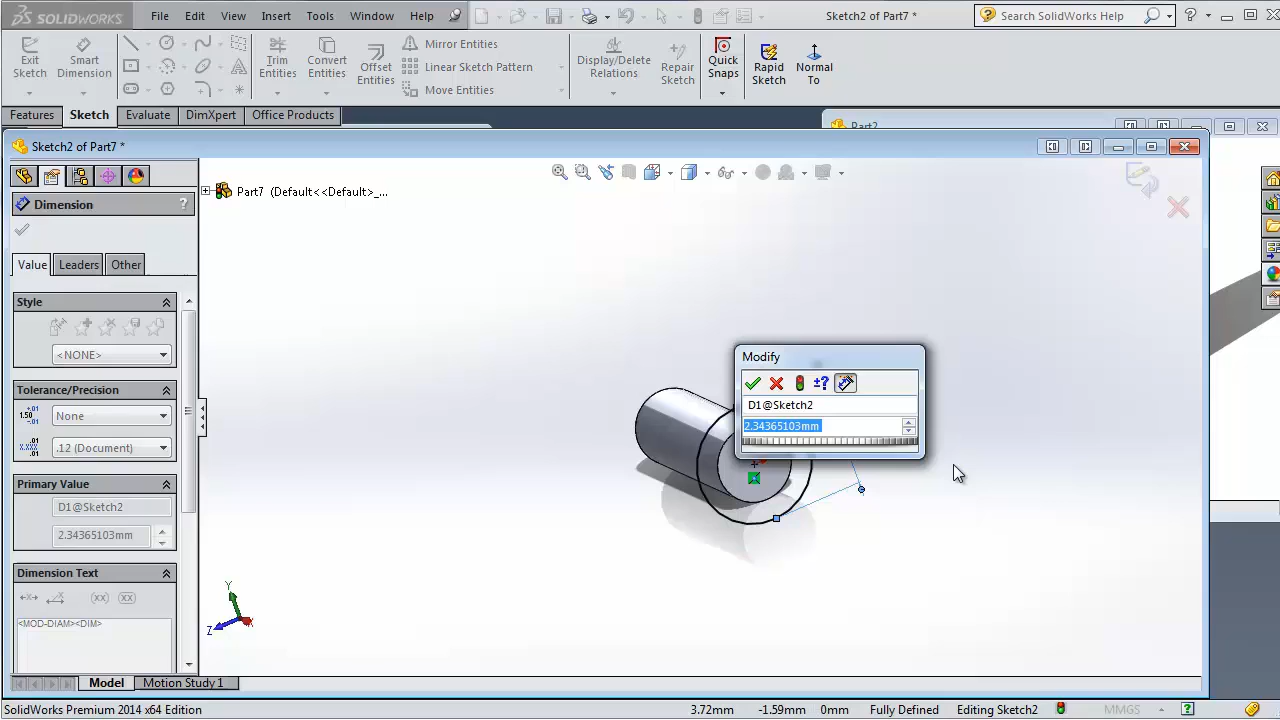 SOLIDWORKS
File Edit View Insert Tools Window Help
Sketch2 of Part7 *
Search SolidWorks Help
Exit Sketch
Smart Dimension
Trim Entities
Convert Entities
Offset Entities
Mirror Entities
Linear Sketch Pattern
Move Entities
Display/Delete Relations
Repair Sketch
Quick Snaps
Rapid Sketch
Normal To
Features Sketch Evaluate DimXpert Office Products
Part2
Sketch2 of Part7 *
Part7 (Default<<Default>_...
Dimension ?
Value Leaders Other
Style
<NONE>
Tolerance/Precision
None
.12 (Document)
Primary Value
D1@Sketch2
2.34365103mm
Dimension Text
<MOD-DIAM><DIM>
Modify
D1@Sketch2
2.34365103mm
Y
Z
X
Model Motion Study 1
SolidWorks Premium 2014 x64 Edition 3.72mm -1.59mm 0mm Fully Defined Editing Sketch2 MMGS